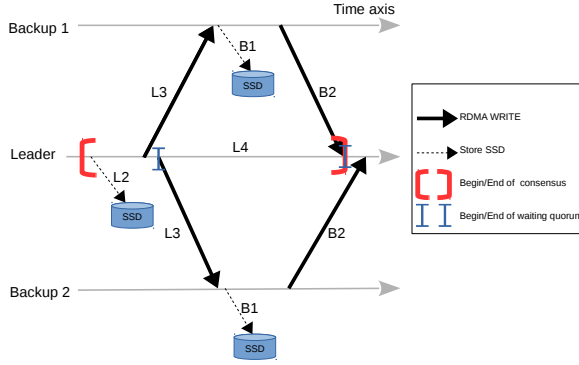 Time axis
Backup 1
B1
SSD
L3
B2
RDMA WRITE
Store SSD
Begin/End of consensus
Begin/End of waiting quorum
Leader
L4
L2
SSD
L3
B2
Backup 2
B1
SSD